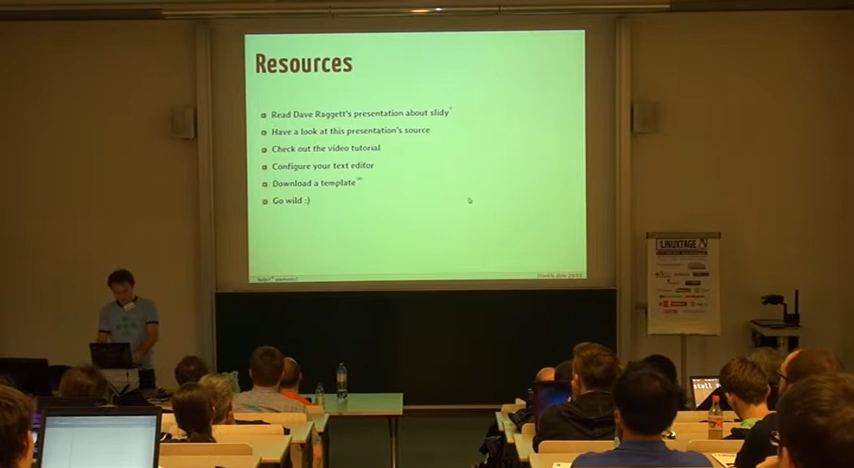 Resources
Read Dave Raggett's presentation about slidy
Have a look at this presentation's source
Check out the video tutorial
Configure your text editor
Download a template
Go wild :)
LINUXTAGE
stall